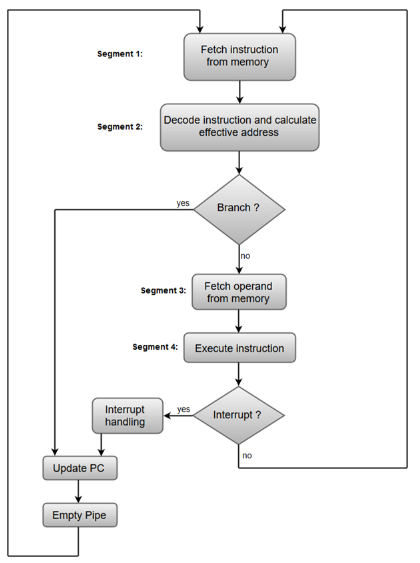 Segment 1:
Fetch instruction
from memory
Segment 2:
Decode instruction and calculate
effective address
Branch ?
yes
no
Segment 3:
Fetch operand
from memory
Segment 4:
Execute instruction
Interrupt ?
yes
no
Interrupt
handling
Update PC
Empty Pipe